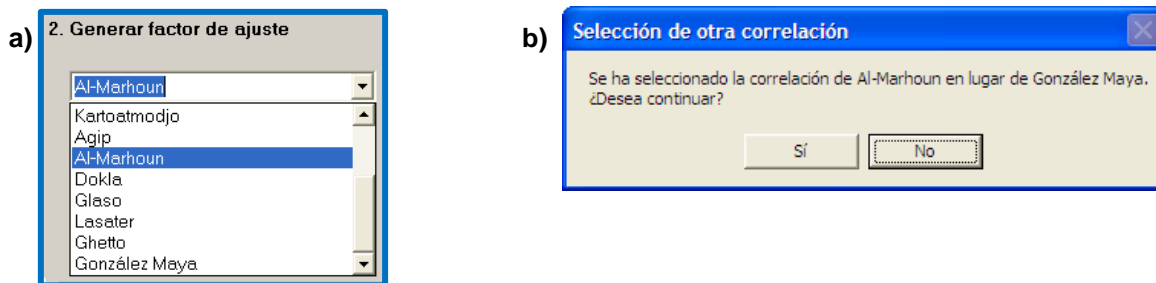 a)
2. Generar factor de ajuste
Al-Marhoun
Kartoatmodjo
Agip
Al-Marhoun
Dokla
Glaso
Lasater
Ghetto
González Maya
b)
Selección de otra correlación
Se ha seleccionado la correlación de Al-Marhoun en lugar de González Maya.
¿Desea continuar?
Sí
No